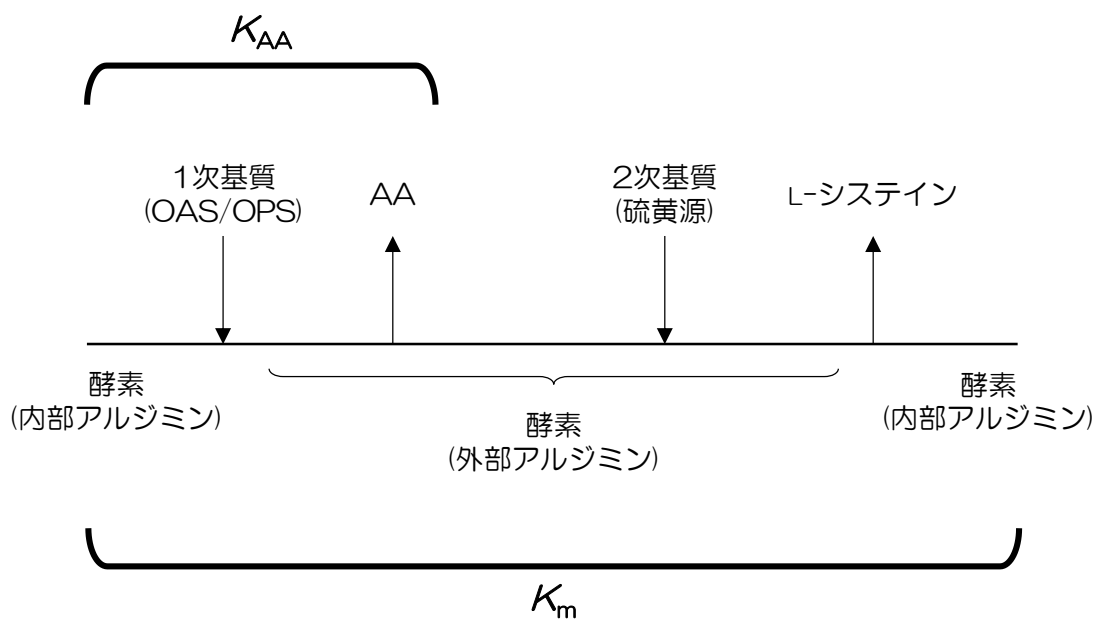 KAA
1次基質
(OAS/OPS)
AA
2次基質
(硫黄源)
L-システイン
酵素
(内部アルジミン)
酵素
(外部アルジミン)
酵素
(内部アルジミン)
Km